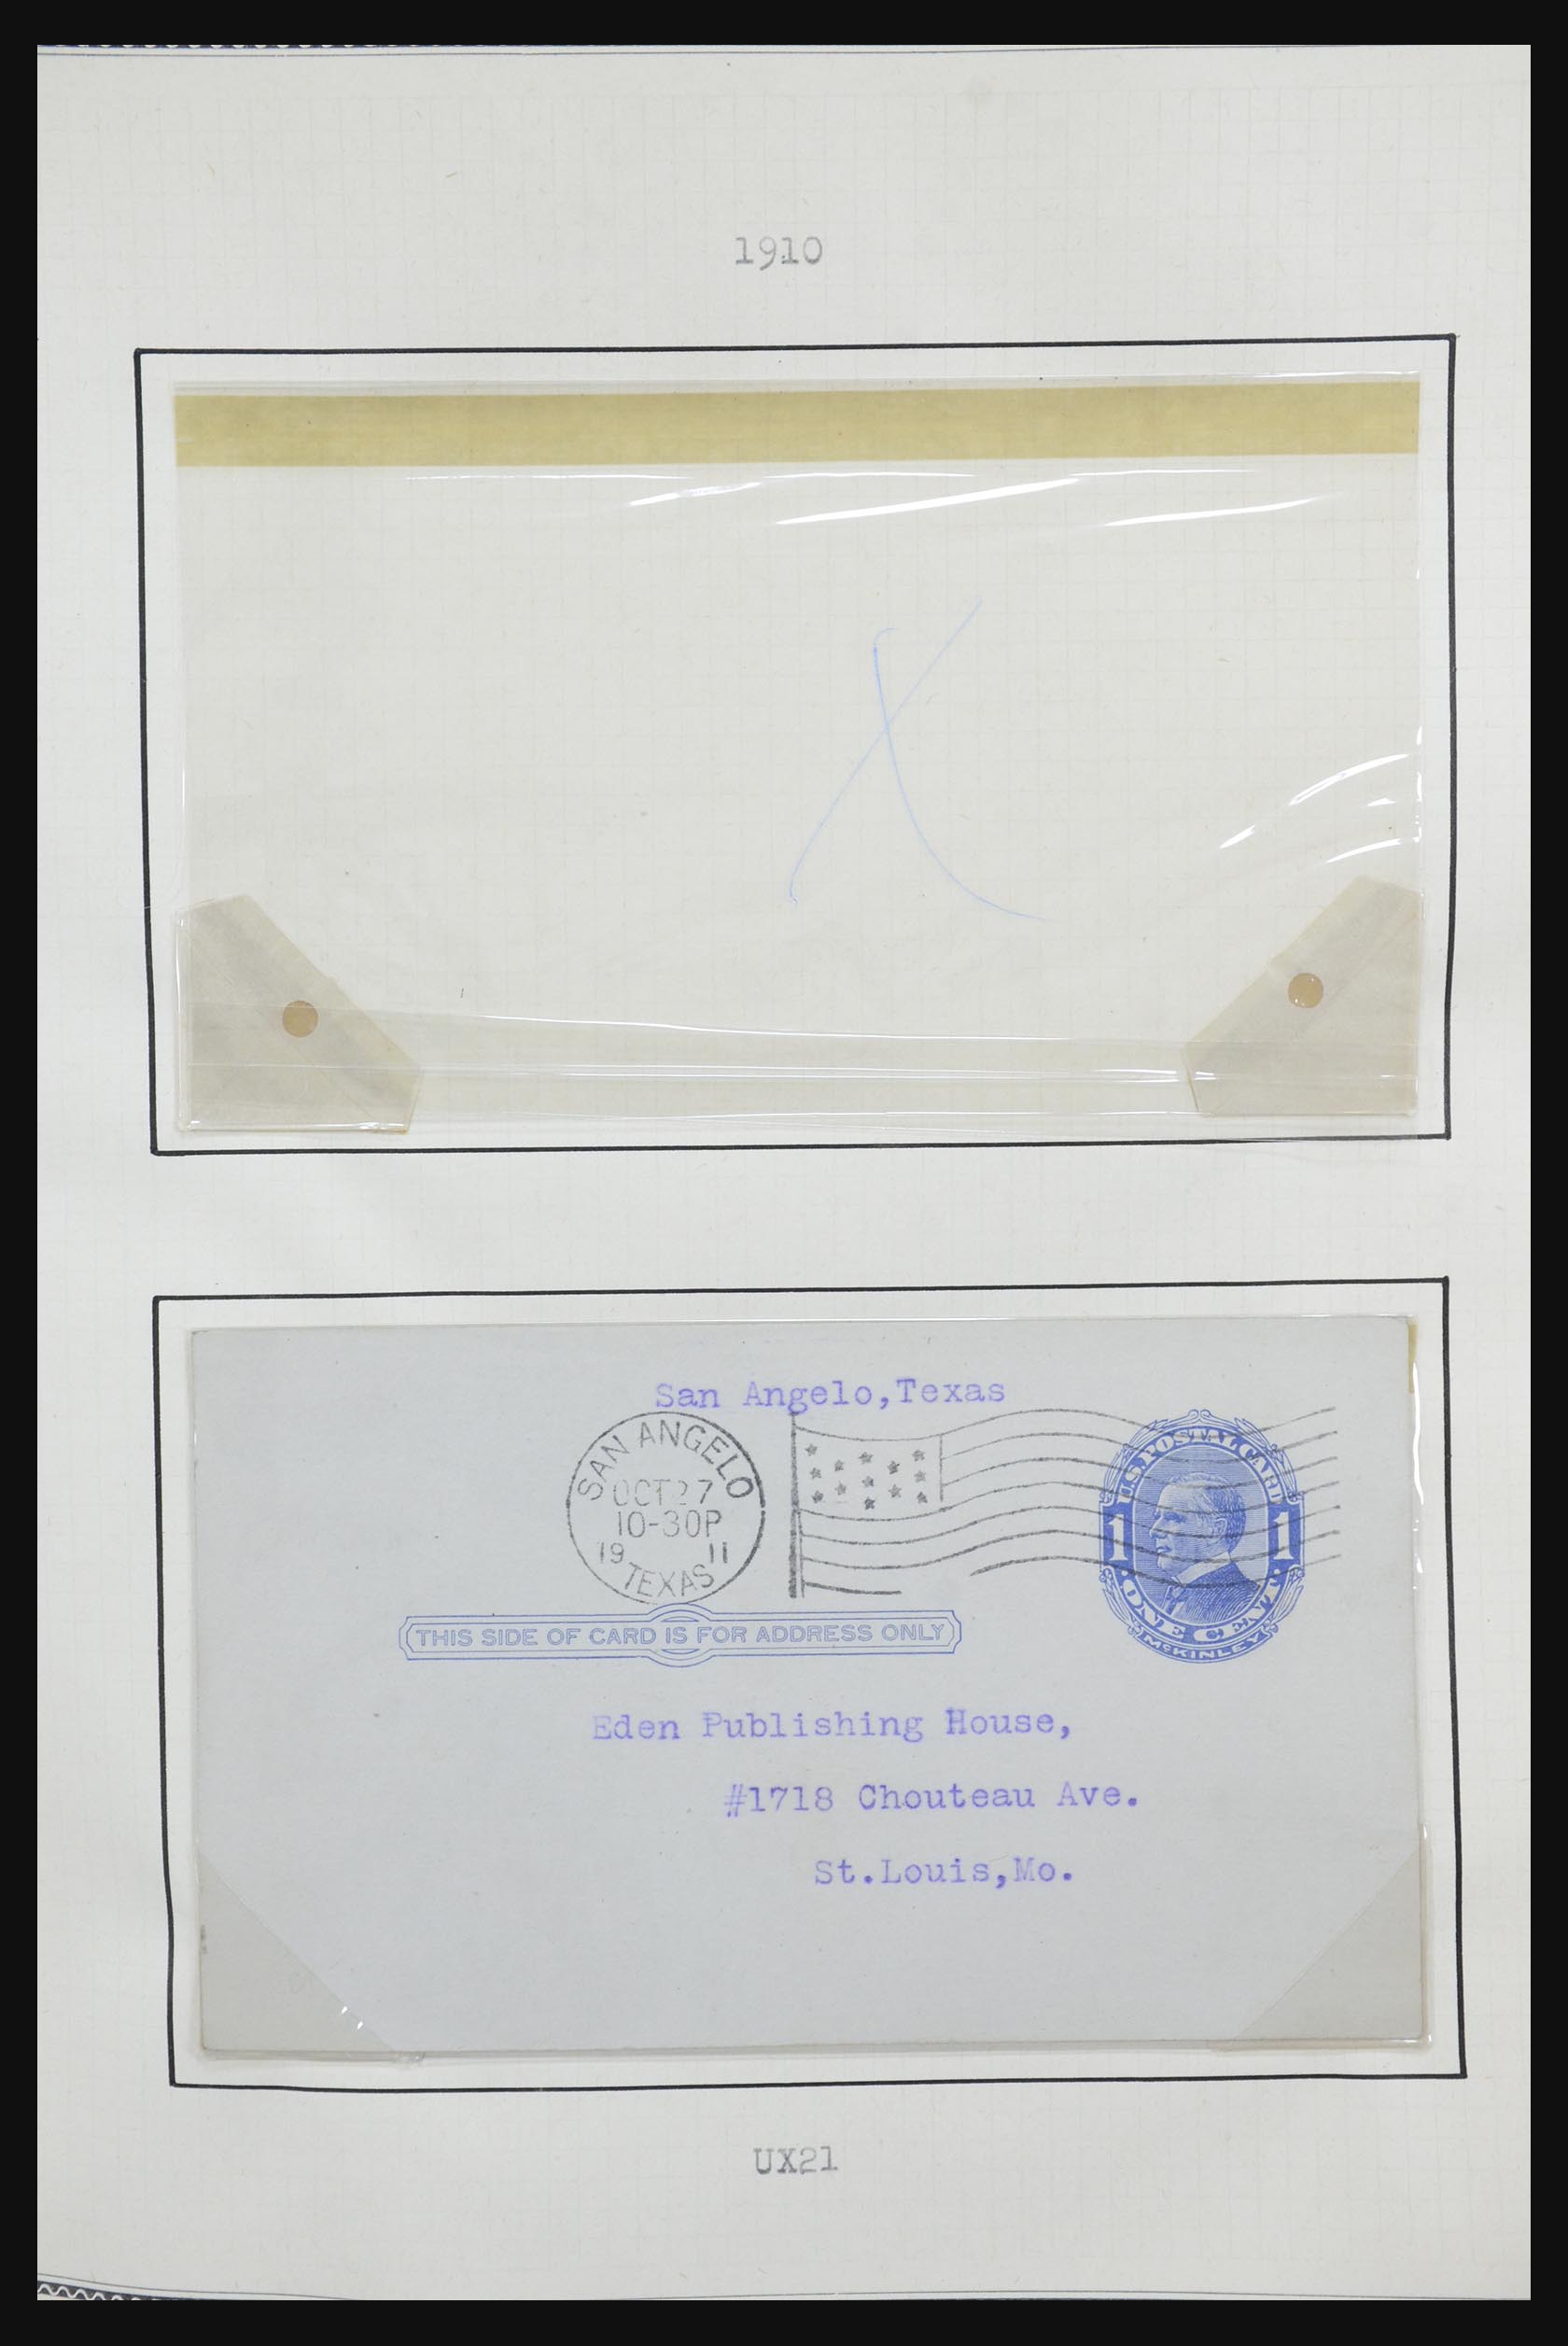 1910
X
San Angelo,Texas
SAN ANGELO
OCT 27
10-30P
19 11
TEXAS
U.S. POSTAL CARD
1 1
ONE CENT
McKINLEY
THIS SIDE OF CARD IS FOR ADDRESS ONLY
Eden Publishing House,
#1718 Chouteau Ave.
St.Louis,Mo.
UX21